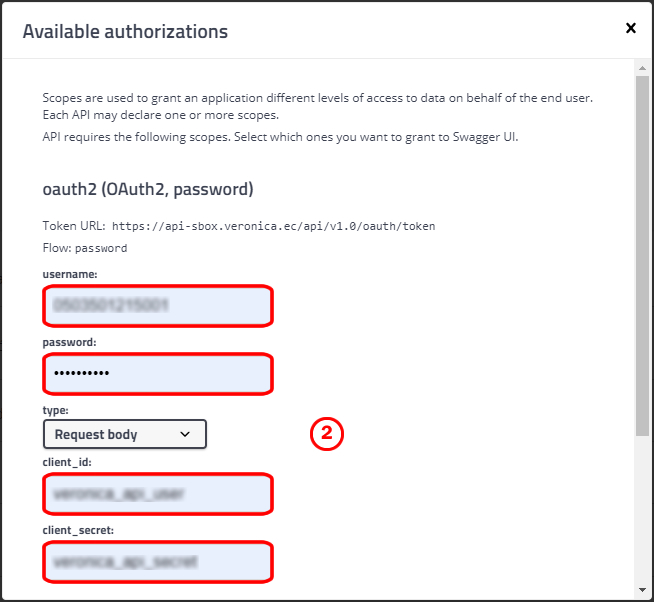 Available authorizations
Scopes are used to grant an application different levels of access to data on behalf of the end user.
Each API may declare one or more scopes.
API requires the following scopes. Select which ones you want to grant to Swagger UI.
oauth2 (OAuth2, password)
Token URL: https://api-sbox.veronica.ec/api/v1.0/oauth/token
Flow: password
username:
password:
type:
Request body
2
client_id:
client_secret: